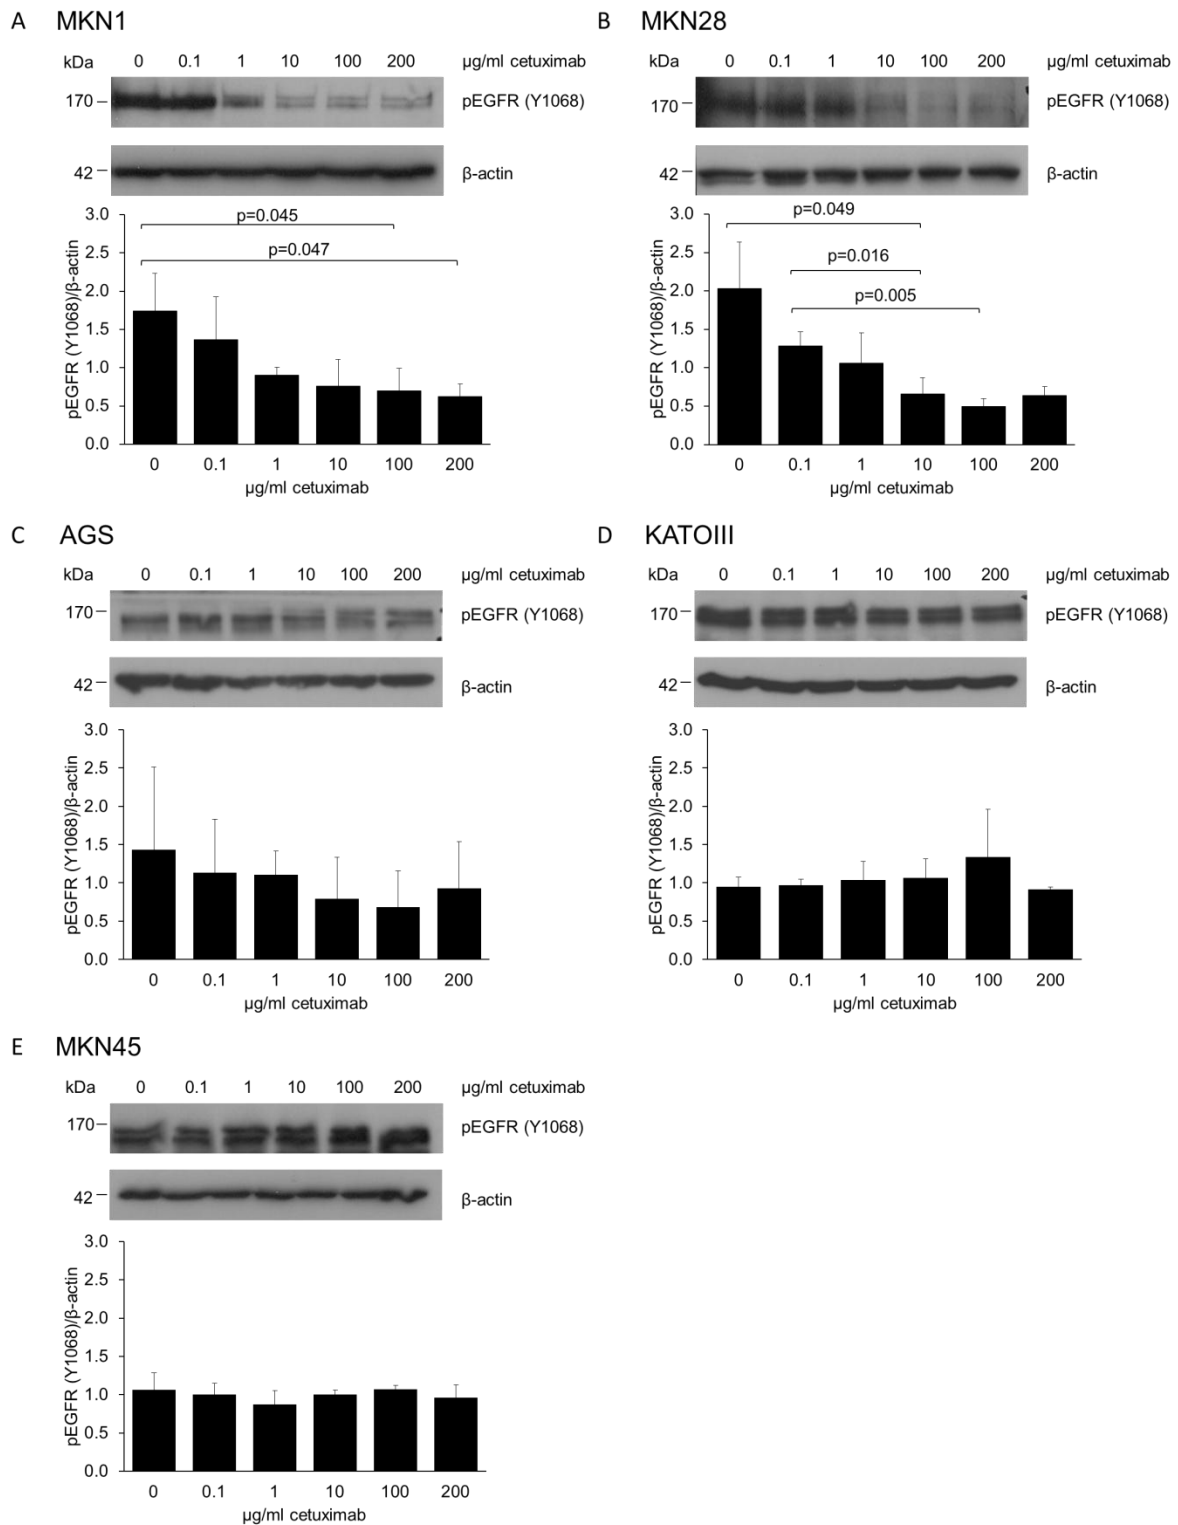 A MKN1
kDa 0 0.1 1 10 100 200 µg/ml cetuximab
170 pEGFR (Y1068)
42 β-actin
pEGFR (Y1068)/β-actin
3.0
2.5
2.0
1.5
1.0
0.5
0.0
p=0.045
p=0.047
0 0.1 1 10 100 200
µg/ml cetuximab
B MKN28
kDa 0 0.1 1 10 100 200 µg/ml cetuximab
170 pEGFR (Y1068)
42 β-actin
pEGFR (Y1068)/β-actin
3.0
2.5
2.0
1.5
1.0
0.5
0.0
p=0.049
p=0.016
p=0.005
0 0.1 1 10 100 200
µg/ml cetuximab
C AGS
kDa 0 0.1 1 10 100 200 µg/ml cetuximab
170 pEGFR (Y1068)
42 β-actin
pEGFR (Y1068)/β-actin
3.0
2.5
2.0
1.5
1.0
0.5
0.0
0 0.1 1 10 100 200
µg/ml cetuximab
D KATOIII
kDa 0 0.1 1 10 100 200 µg/ml cetuximab
170 pEGFR (Y1068)
42 β-actin
pEGFR (Y1068)/β-actin
3.0
2.5
2.0
1.5
1.0
0.5
0.0
0 0.1 1 10 100 200
µg/ml cetuximab
E MKN45
kDa 0 0.1 1 10 100 200 µg/ml cetuximab
170 pEGFR (Y1068)
42 β-actin
pEGFR (Y1068)/β-actin
3.0
2.5
2.0
1.5
1.0
0.5
0.0
0 0.1 1 10 100 200
µg/ml cetuximab